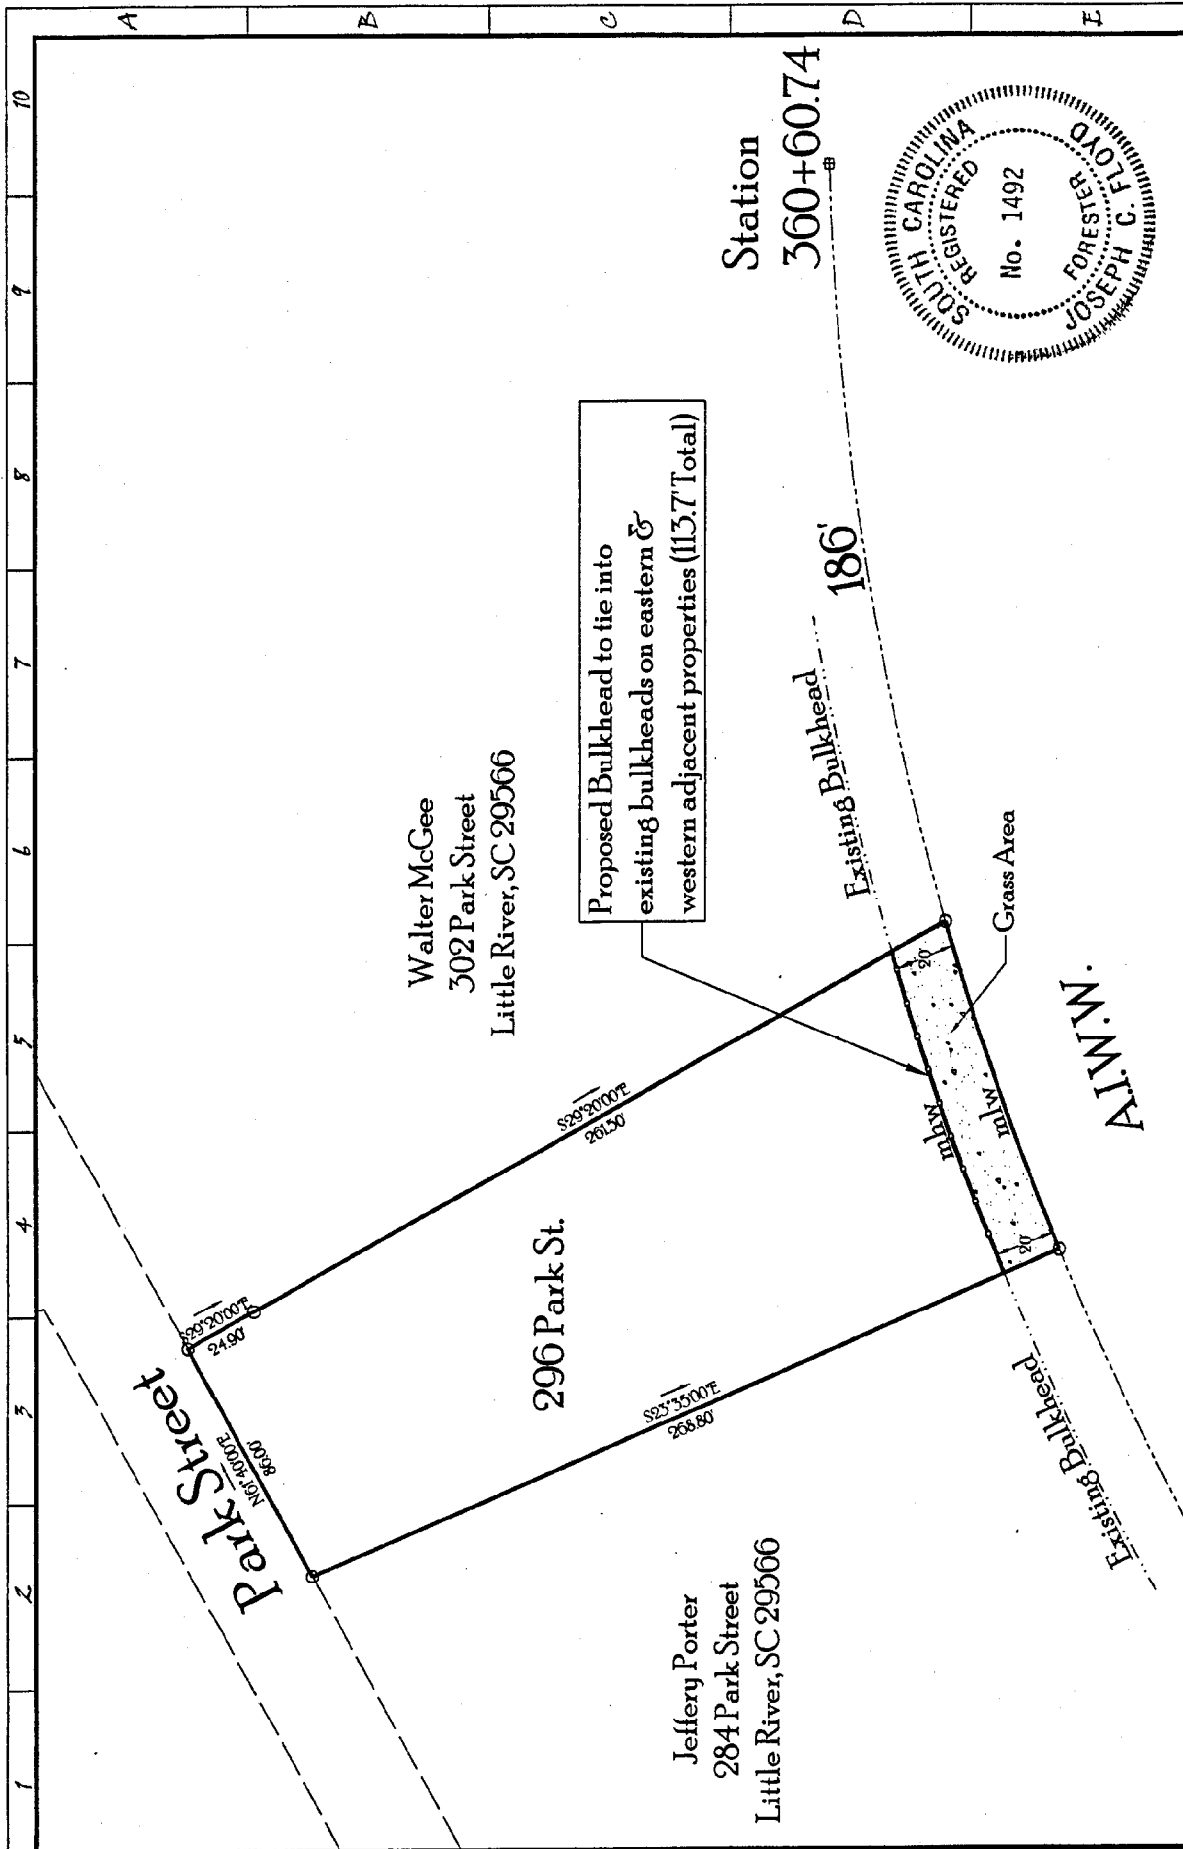 1 2 3 4 5 6 7 8 9 10
A
B
C
D
E
Park Street
N61°40'00"E
86.00'
S29°20'00"E
24.90'
S29°20'00"E
261.50'
Walter McGee
302 Park Street
Little River, SC 29566
296 Park St.
S23°35'00"E
268.80'
Jeffery Porter
284 Park Street
Little River, SC 29566
Proposed Bulkhead to tie into
existing bulkheads on eastern &
western adjacent properties (113.7' Total)
Station
360+60.74
186'
Existing Bulkhead
Existing Bulkhead
mhw
mlw
20'
20'
Grass Area
A.I.W.W.
SOUTH CAROLINA
REGISTERED
No. 1492
FORESTER
JOSEPH C. FLOYD